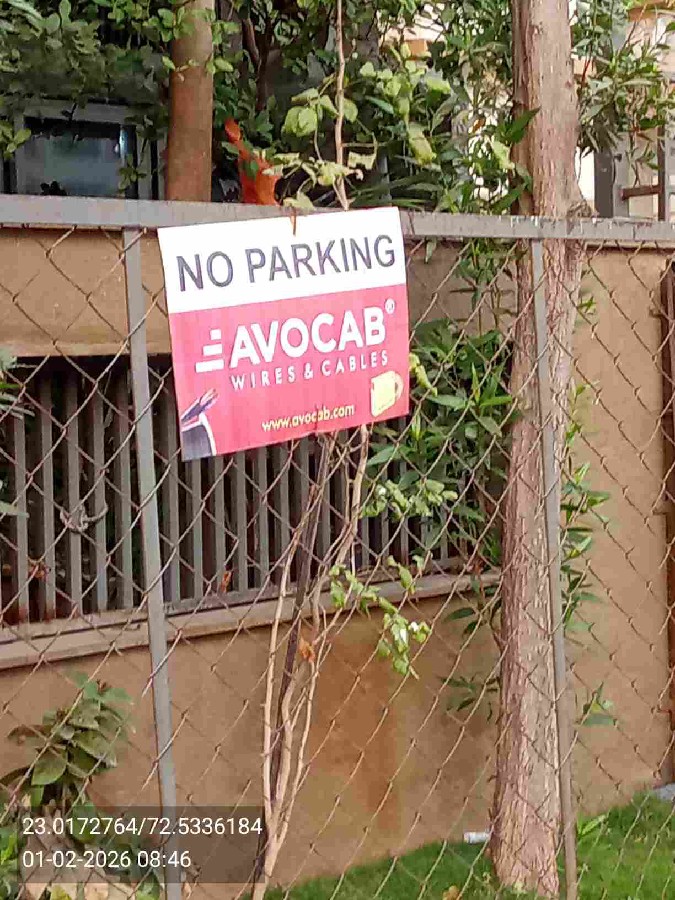 NO PARKING
AVOCAB®
WIRES & CABLES
www.avocab.com
23.0172764/72.5336184
01-02-2026 08:46